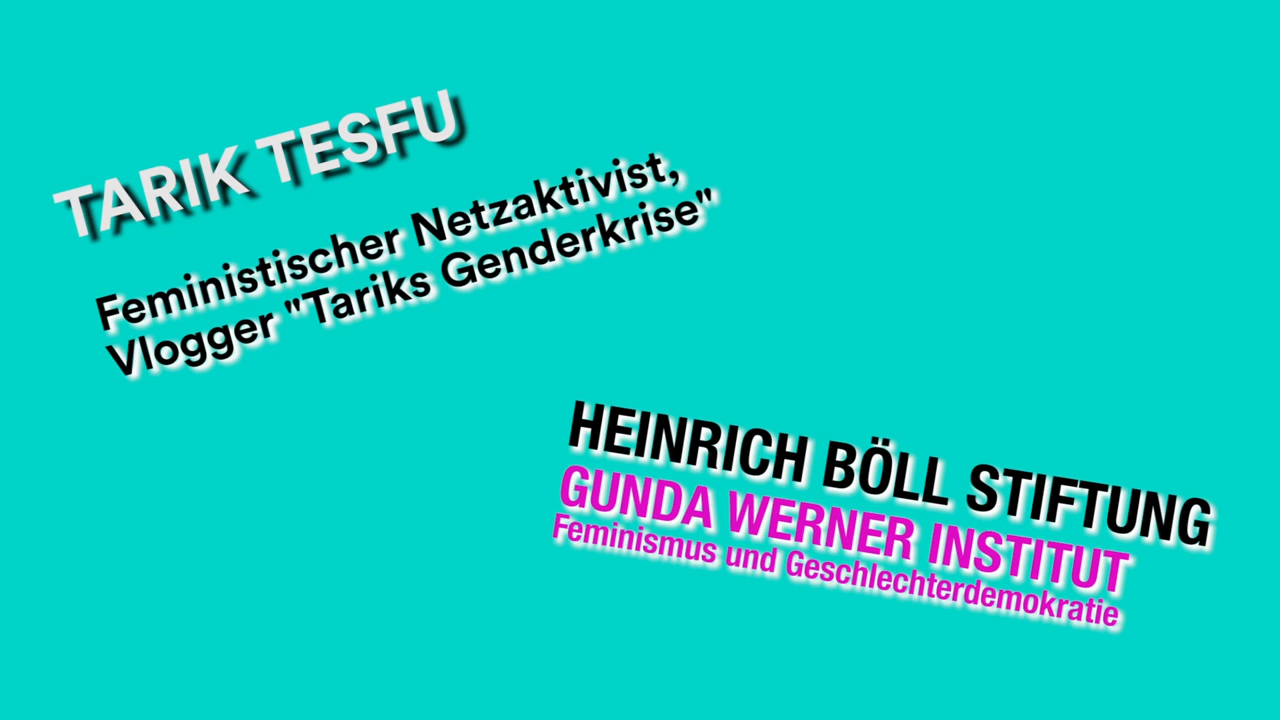 TARIK TESFU
Feministischer Netzaktivist,
Vlogger "Tariks Genderkrise"
HEINRICH BÖLL STIFTUNG
GUNDA WERNER INSTITUT
Feminismus und Geschlechterdemokratie